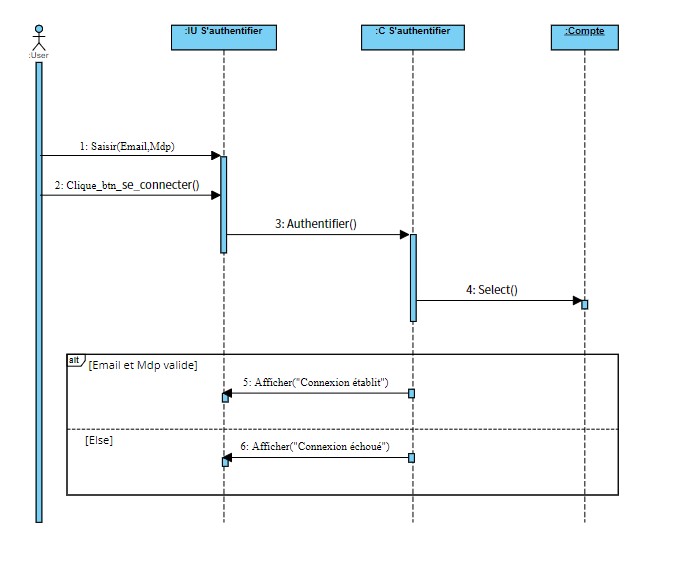 :IU S'authentifier
:C S'authentifier
:Compte
:User
1: Saisir(Email,Mdp)
2: Clique_btn_se_connecter()
3: Authentifier()
4: Select()
alt
[Email et Mdp valide]
5: Afficher("Connexion établit")
[Else]
6: Afficher("Connexion échoué")